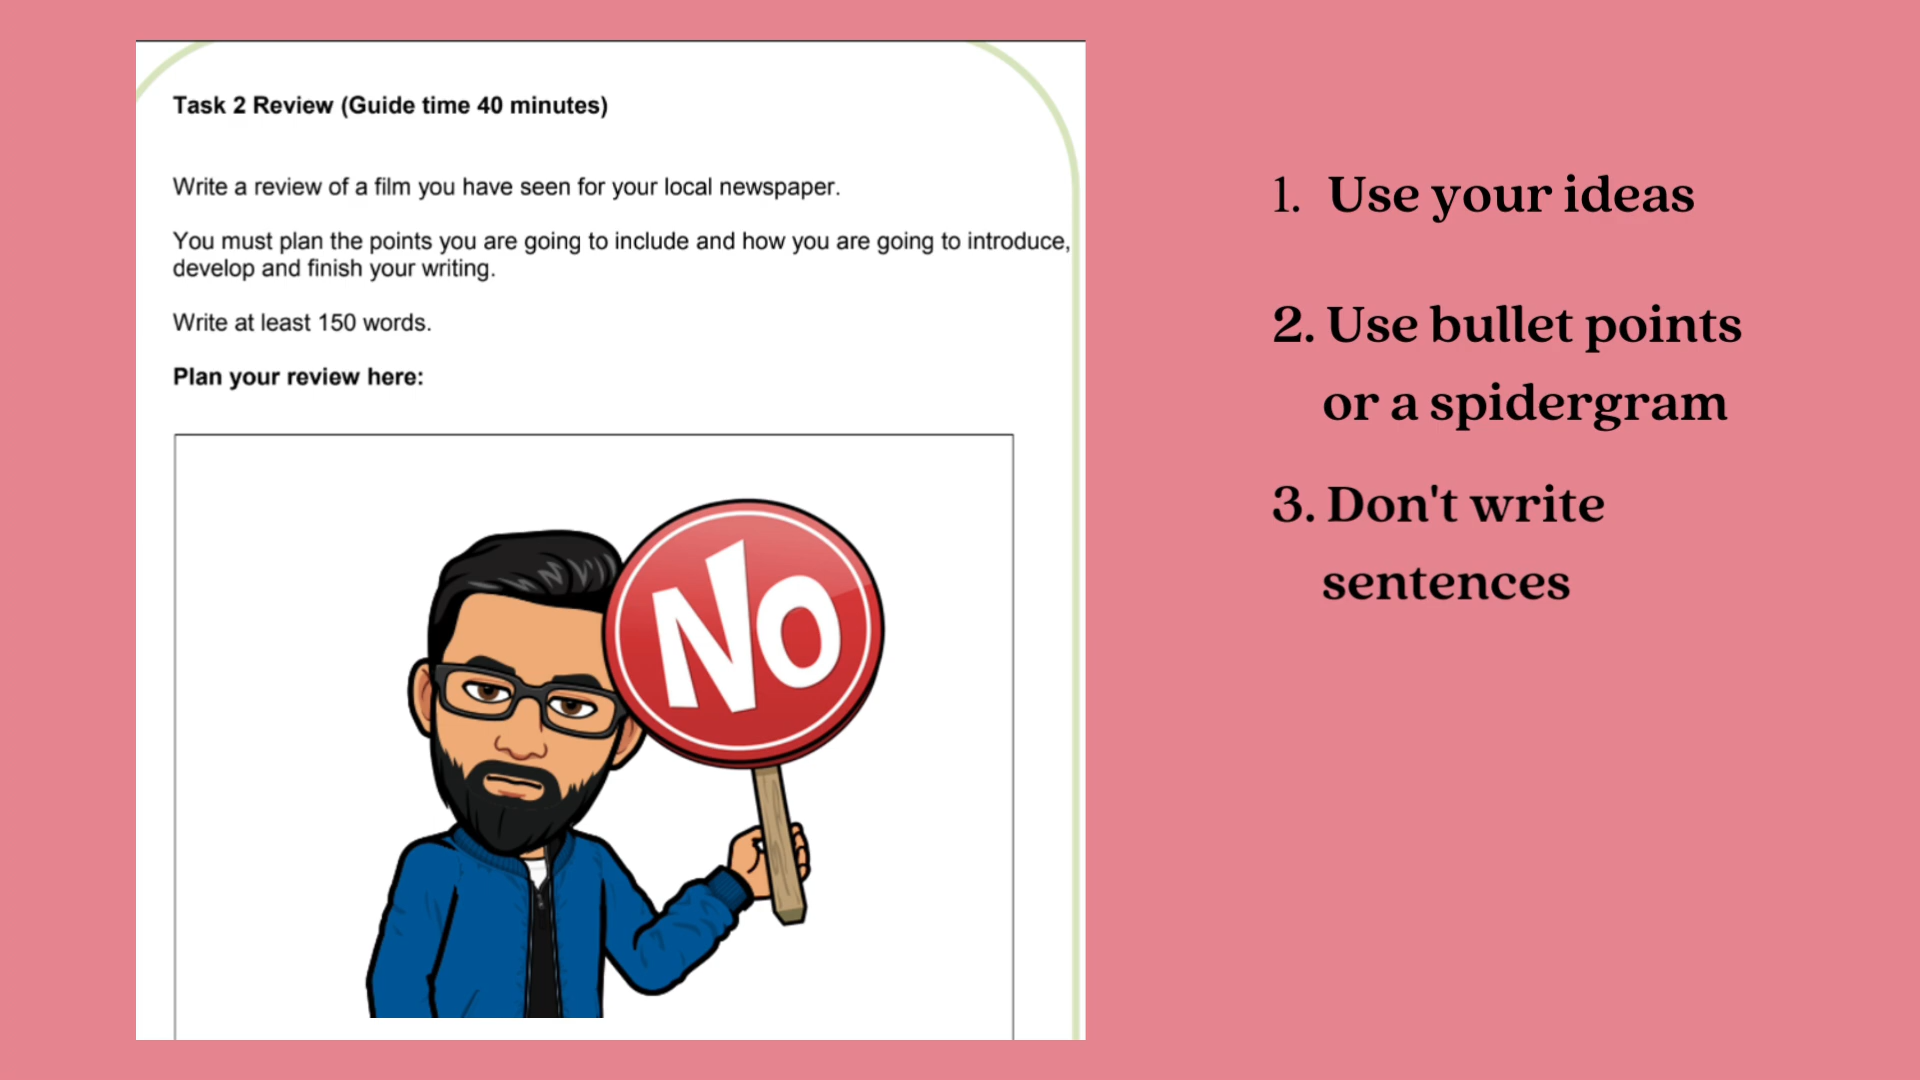 Task 2 Review (Guide time 40 minutes)
Write a review of a film you have seen for your local newspaper.
You must plan the points you are going to include and how you are going to introduce,
develop and finish your writing.
Write at least 150 words.
Plan your review here:
NO
1. Use your ideas
2. Use bullet points
or a spidergram
3. Don't write
sentences